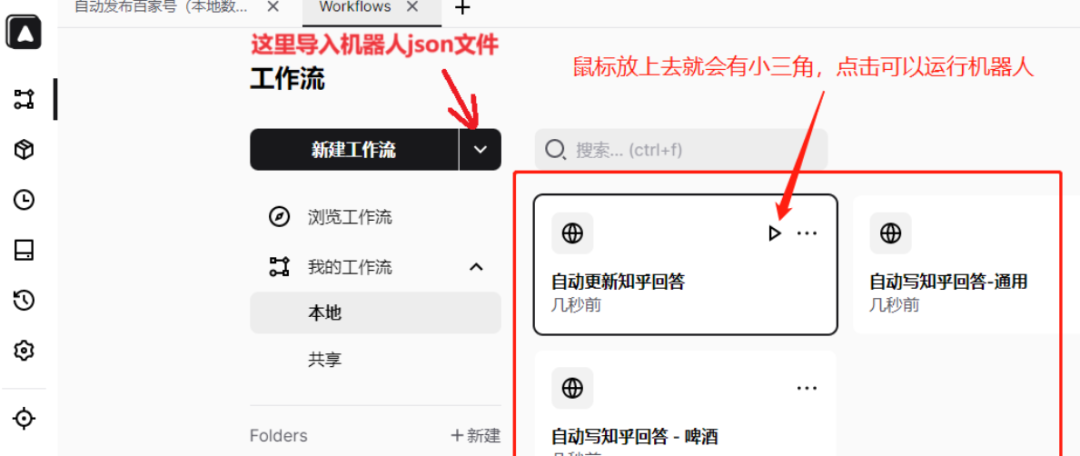 自动发布百家号（本地数...
Workflows
这里导入机器人json文件
工作流
鼠标放上去就会有小三角，点击可以运行机器人
新建工作流
搜索... (ctrl+f)
浏览工作流
我的工作流
本地
共享
Folders
+新建
自动更新知乎回答
几秒前
自动写知乎回答-通用
几秒前
自动写知乎回答 - 啤酒
几秒前